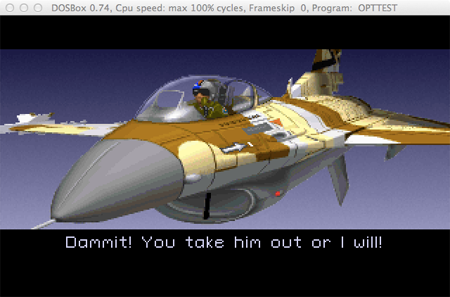 DOSBox 0.74, Cpu speed: max 100% cycles, Frameskip 0, Program: OPTTEST
Dammit! You take him out or I will!